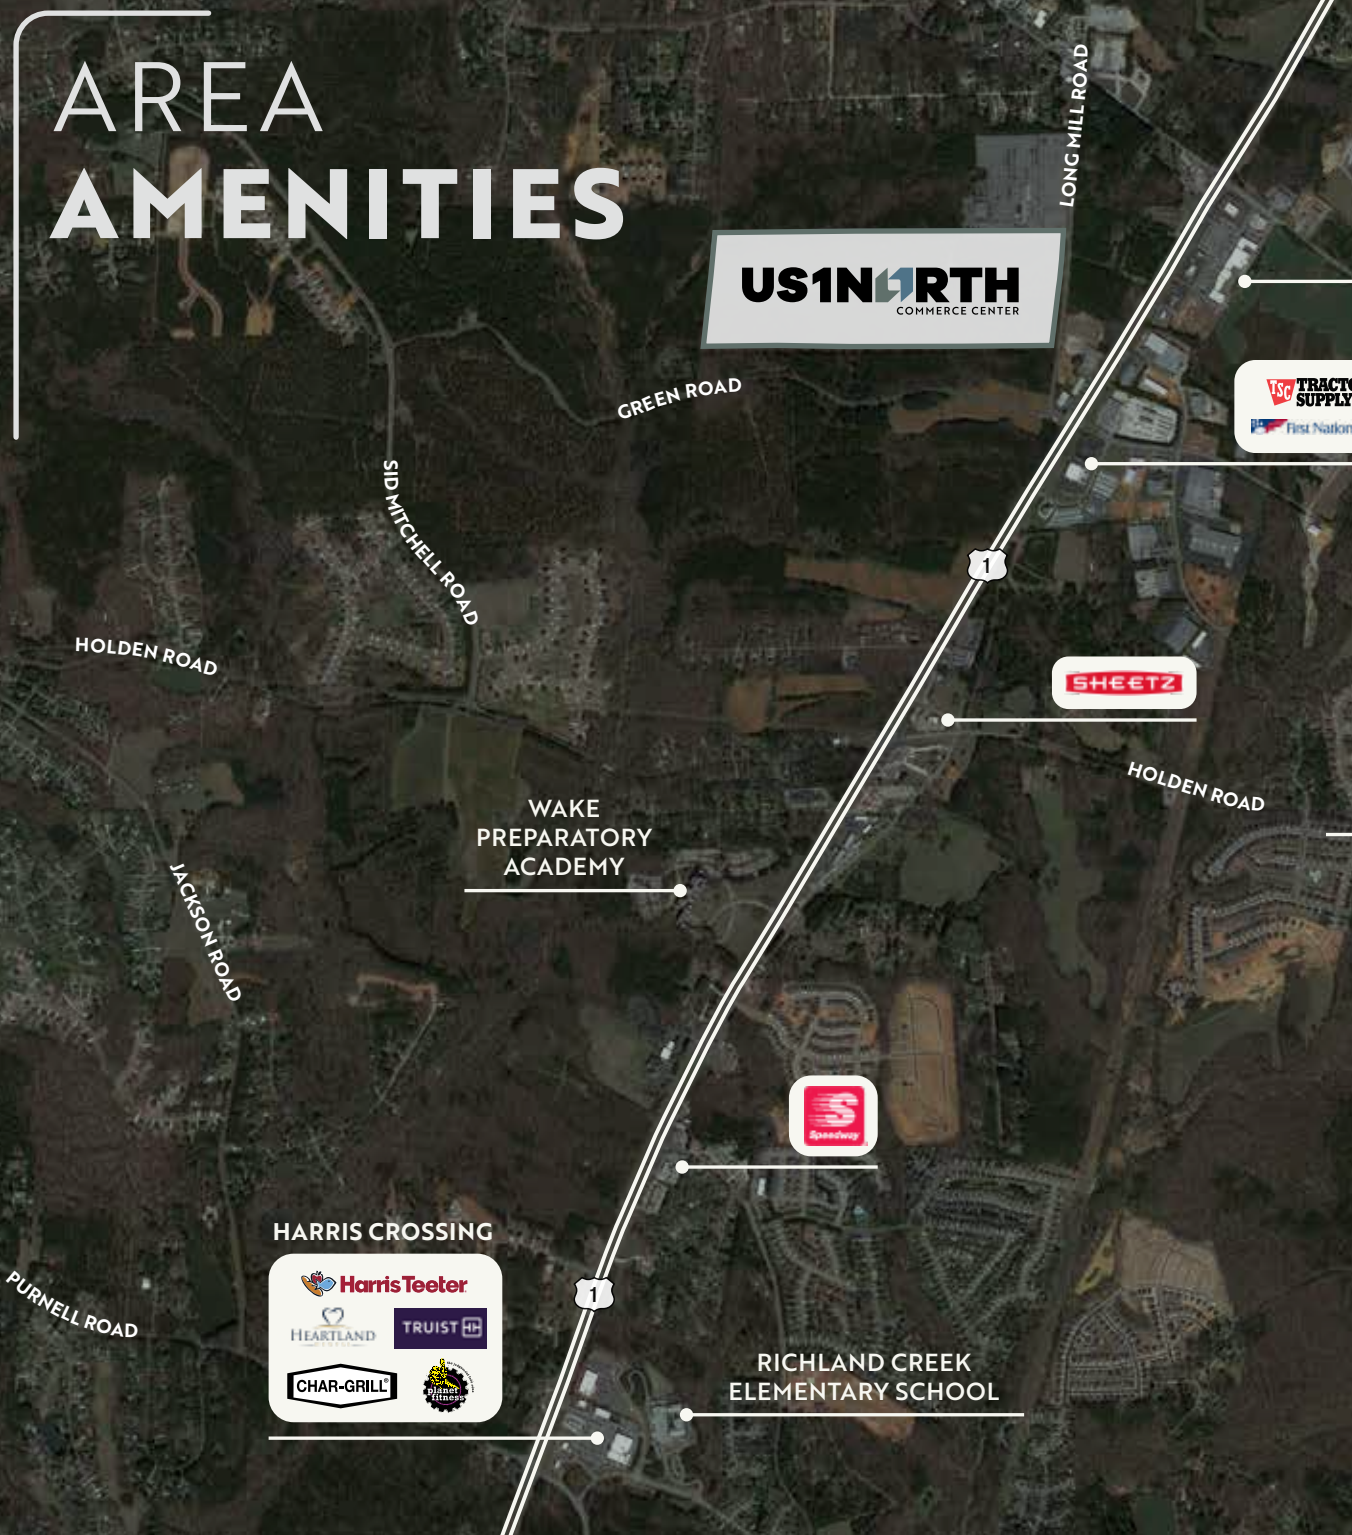 AREA
AMENITIES
LONG MILL ROAD
US1NORTH
COMMERCE CENTER
GREEN ROAD
TSC
SUPPLY
First
SID MITCHELL ROAD
1
HOLDEN ROAD
SHEETZ
HOLDEN ROAD
WAKE
PREPARATORY
ACADEMY
JACKSON ROAD
S
Speedway
HARRIS CROSSING
Harris Teeter
HEARTLAND
TRUIST
CHAR-GRILL®
planet
fitness
1
PURNELL ROAD
RICHLAND CREEK
ELEMENTARY SCHOOL